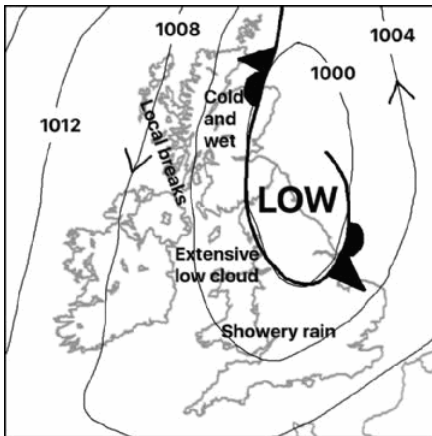 1008
1004
1000
1012
Cold
and
wet
Local breaks
LOW
Extensive
low cloud
Showery rain